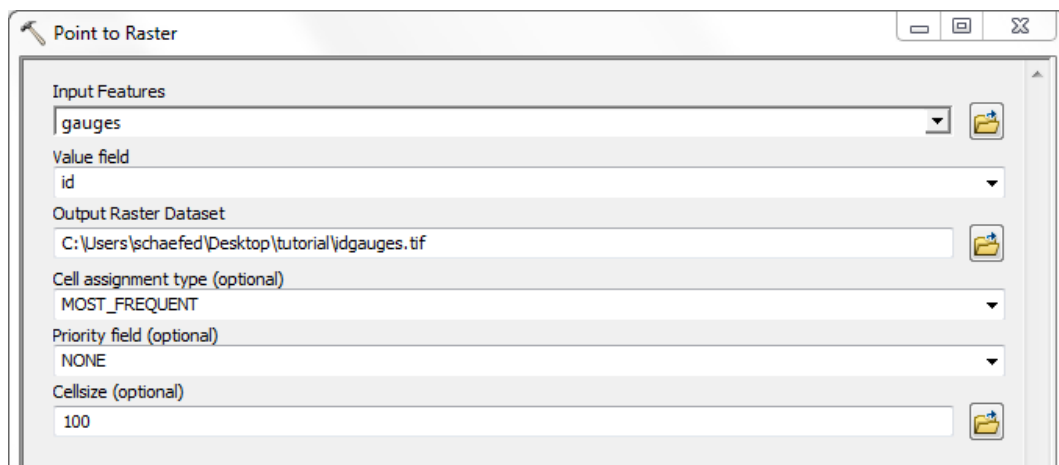 Point to Raster
Input Features
gauges
Value field
id
Output Raster Dataset
C:\Users\schaefed\Desktop\tutorial\idgauges.tif
Cell assignment type (optional)
MOST_FREQUENT
Priority field (optional)
NONE
Cellsize (optional)
100